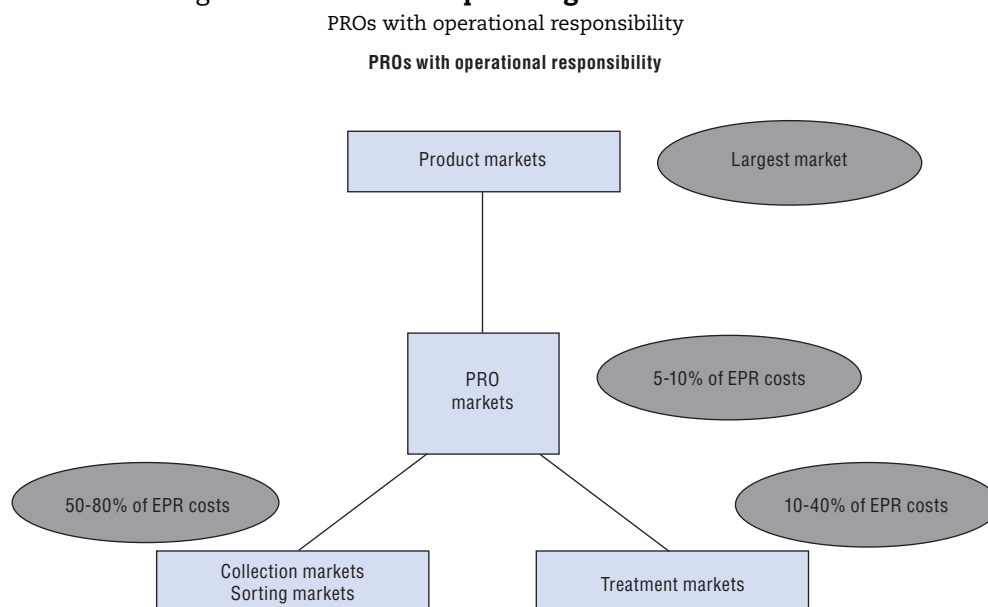 PROs with operational responsibility
PROs with operational responsibility
Product markets
Largest market
PRO
markets
5-10% of EPR costs
50-80% of EPR costs
10-40% of EPR costs
Collection markets
Sorting markets
Treatment markets